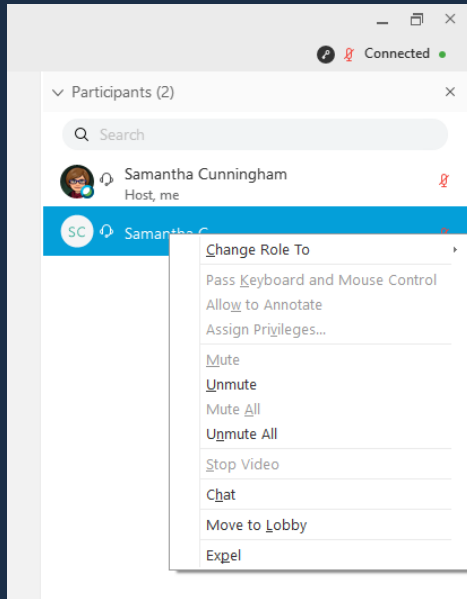 Connected
Participants (2)
Search
Samantha Cunningham
Host, me
SC Samantha C
Change Role To
Pass Keyboard and Mouse Control
Allow to Annotate
Assign Privileges...
Mute
Unmute
Mute All
Unmute All
Stop Video
Chat
Move to Lobby
Expel